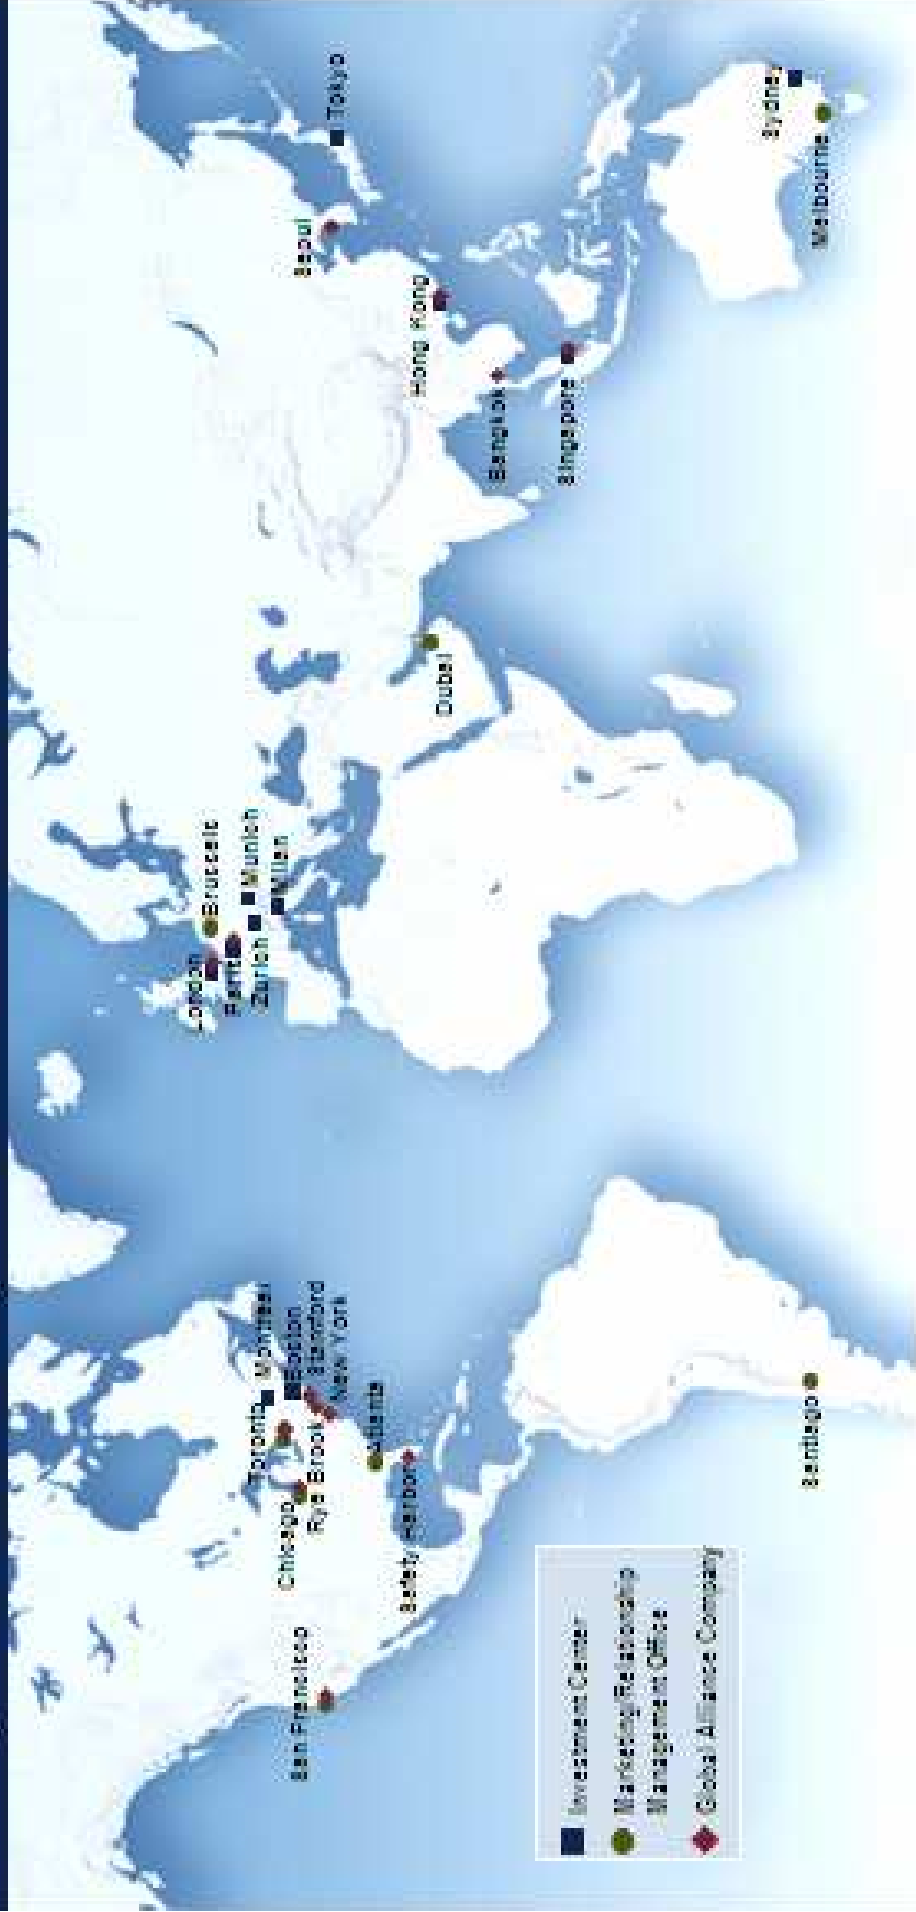 San Francisco
Chicago
Toronto
Montreal
Boston
Stamford
New York
Rye Brook
Atlanta
Safety Harbor
Santiago
London
Brussels
Paris
Zurich
Munich
Milan
Dubai
Seoul
Tokyo
Hong Kong
Bangkok
Singapore
Sydney
Melbourne
Investment Center
Marketing/Relationship
Management Office
Global Alliance Company